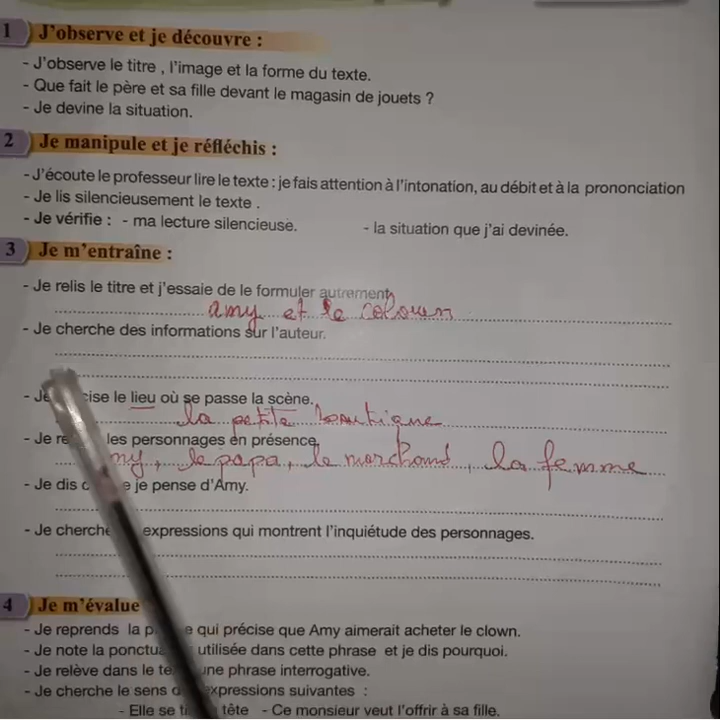 1 J'observe et je découvre :
- J'observe le titre , l'image et la forme du texte.
- Que fait le père et sa fille devant le magasin de jouets ?
- Je devine la situation.
2 Je manipule et je réfléchis :
- J'écoute le professeur lire le texte : je fais attention à l'intonation, au débit et à la prononciation
- Je lis silencieusement le texte .
- Je vérifie : - ma lecture silencieuse. - la situation que j'ai devinée.
3 Je m'entraîne :
- Je relis le titre et j'essaie de le formuler autrement
amy et le
- Je cherche des informations sur l'auteur.
- Je cise le lieu où se passe la scène.
la petite boutique
- Je re les personnages en présence.
my, le papa, le marchand, la femme
- Je dis e je pense d'Amy.
- Je cherche expressions qui montrent l'inquiétude des personnages.
4 Je m'évalue
- Je reprends la p e qui précise que Amy aimerait acheter le clown.
- Je note la ponctua utilisée dans cette phrase et je dis pourquoi.
- Je relève dans le te une phrase interrogative.
- Je cherche le sens d expressions suivantes :
- Elle se ti tête - Ce monsieur veut l'offrir à sa fille.